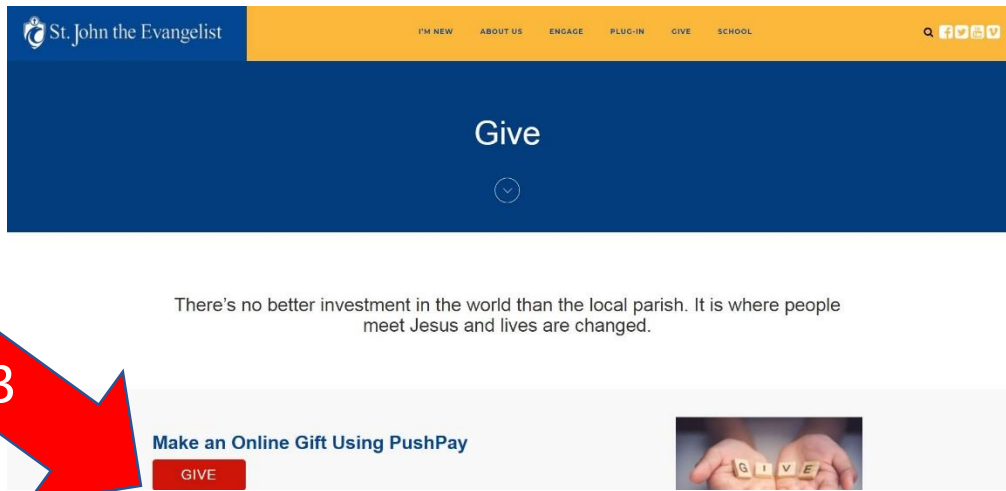 St. John the Evangelist
I'M NEW ABOUT US ENGAGE PLUG-IN GIVE SCHOOL
Give
There's no better investment in the world than the local parish. It is where people
meet Jesus and lives are changed.
3
Make an Online Gift Using PushPay
GIVE
GIVE